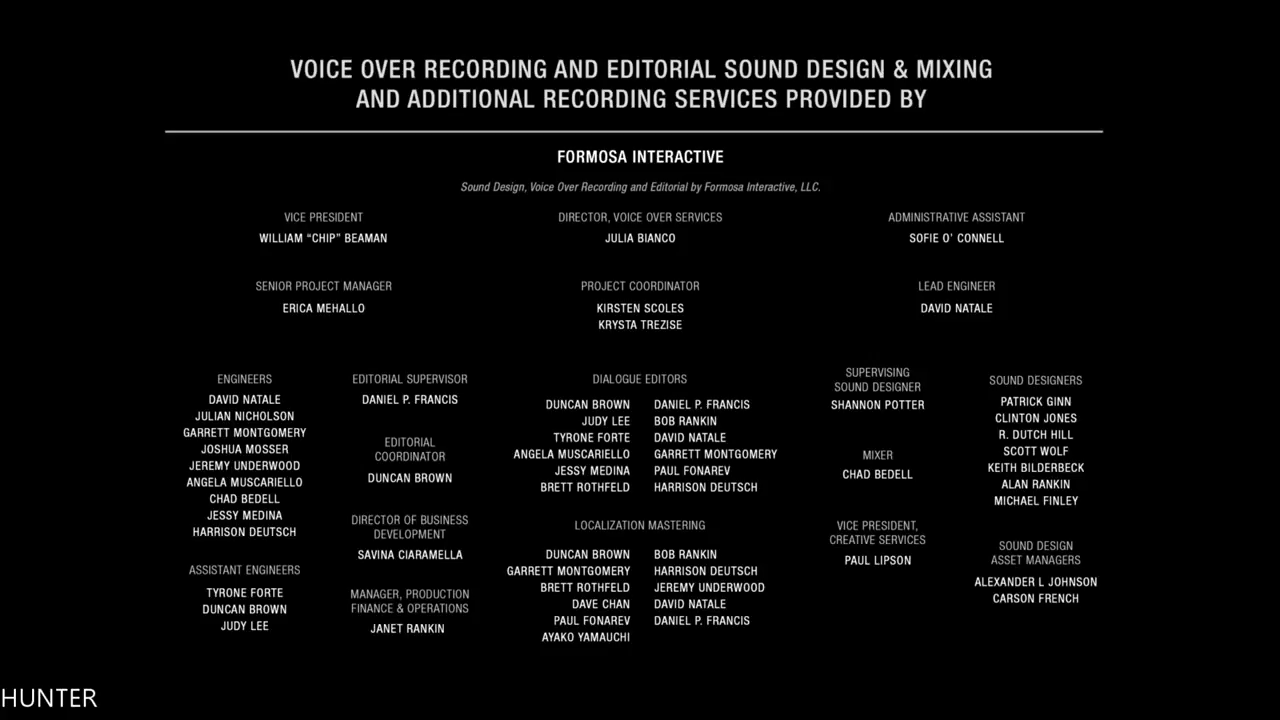 VOICE OVER RECORDING AND EDITORIAL SOUND DESIGN & MIXING
AND ADDITIONAL RECORDING SERVICES PROVIDED BY
FORMOSA INTERACTIVE
Sound Design, Voice Over Recording and Editorial by Formosa Interactive, LLC.
VICE PRESIDENT
WILLIAM “CHIP” BEAMAN
DIRECTOR, VOICE OVER SERVICES
JULIA BIANCO
ADMINISTRATIVE ASSISTANT
SOFIE O’ CONNELL
SENIOR PROJECT MANAGER
ERICA MEHALLO
PROJECT COORDINATOR
KIRSTEN SCOLES
KRYSTA TREZISE
LEAD ENGINEER
DAVID NATALE
ENGINEERS
DAVID NATALE
JULIAN NICHOLSON
GARRETT MONTGOMERY
JOSHUA MOSSER
JEREMY UNDERWOOD
ANGELA MUSCARIELLO
CHAD BEDELL
JESSY MEDINA
HARRISON DEUTSCH
ASSISTANT ENGINEERS
TYRONE FORTE
DUNCAN BROWN
JUDY LEE
EDITORIAL SUPERVISOR
DANIEL P. FRANCIS
EDITORIAL
COORDINATOR
DUNCAN BROWN
DIRECTOR OF BUSINESS
DEVELOPMENT
SAVINA CIARAMELLA
MANAGER, PRODUCTION
FINANCE & OPERATIONS
JANET RANKIN
DIALOGUE EDITORS
DUNCAN BROWN DANIEL P. FRANCIS
JUDY LEE BOB RANKIN
TYRONE FORTE DAVID NATALE
ANGELA MUSCARIELLO GARRETT MONTGOMERY
JESSY MEDINA PAUL FONAREV
BRETT ROTHFELD HARRISON DEUTSCH
LOCALIZATION MASTERING
DUNCAN BROWN BOB RANKIN
GARRETT MONTGOMERY HARRISON DEUTSCH
BRETT ROTHFELD JEREMY UNDERWOOD
DAVE CHAN DAVID NATALE
PAUL FONAREV DANIEL P. FRANCIS
AYAKO YAMAUCHI
SUPERVISING
SOUND DESIGNER
SHANNON POTTER
MIXER
CHAD BEDELL
VICE PRESIDENT,
CREATIVE SERVICES
PAUL LIPSON
SOUND DESIGNERS
PATRICK GINN
CLINTON JONES
R. DUTCH HILL
SCOTT WOLF
KEITH BILDERBECK
ALAN RANKIN
MICHAEL FINLEY
SOUND DESIGN
ASSET MANAGERS
ALEXANDER L JOHNSON
CARSON FRENCH
HUNTER